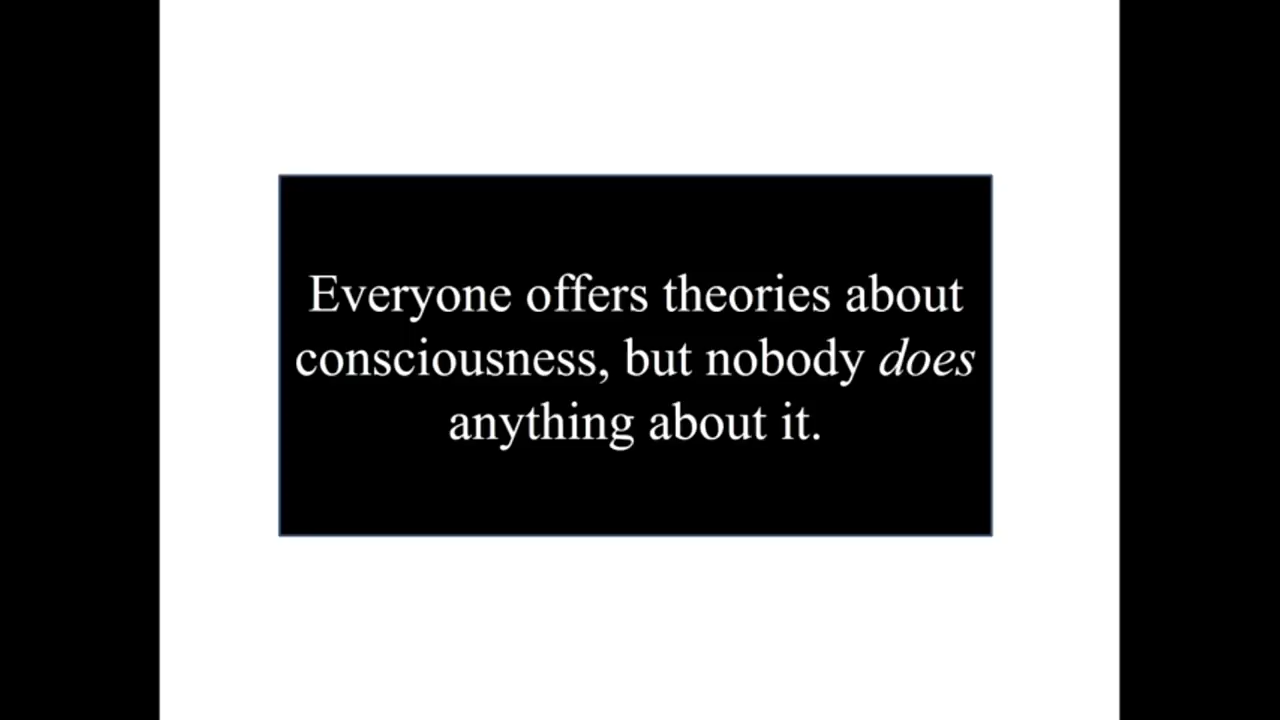 Everyone offers theories about
consciousness, but nobody does
anything about it.